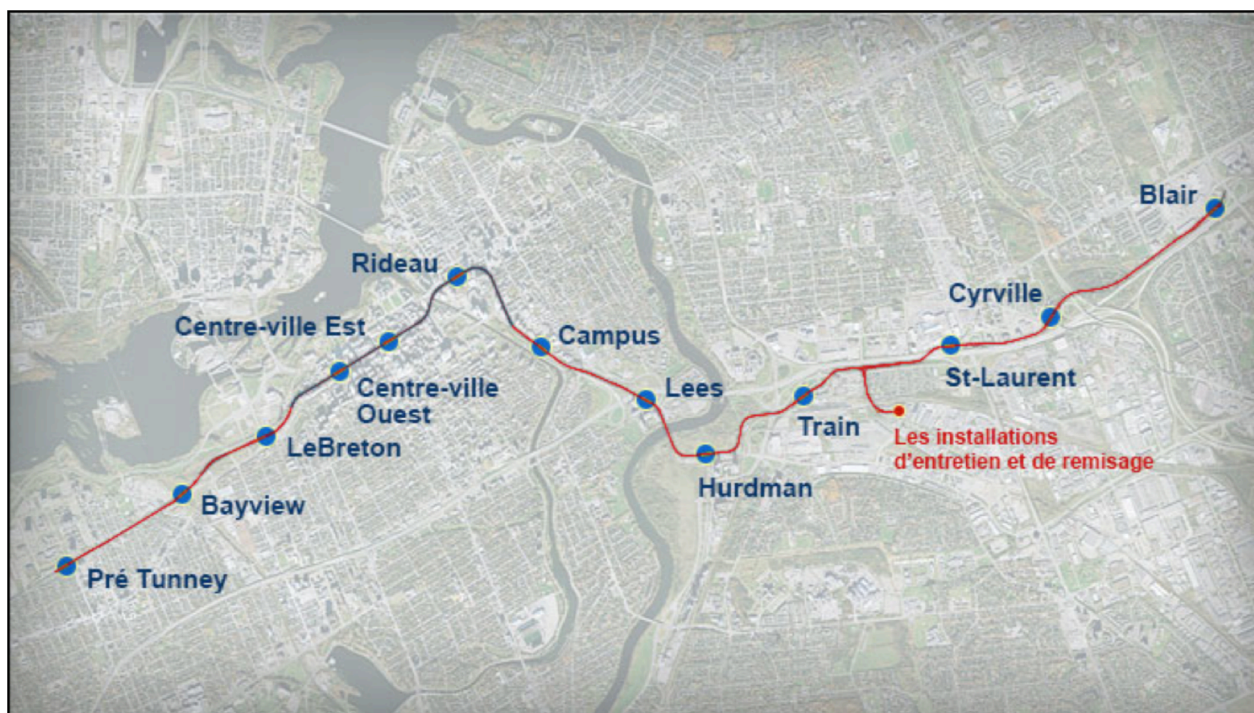 Blair
Rideau
Cyrville
Centre-ville Est
Campus
Centre-ville
Ouest
Lees
St-Laurent
Train
LeBreton
Les installations
d'entretien et de remisage
Hurdman
Bayview
Pré Tunney